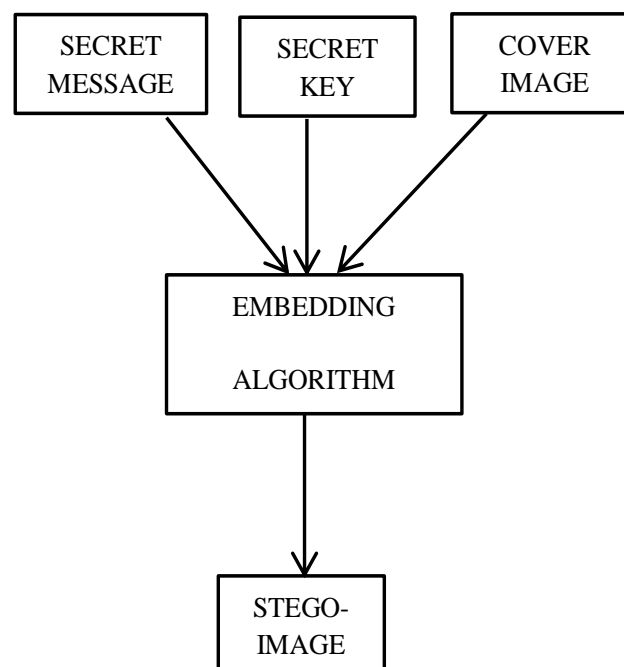 SECRET
MESSAGE
SECRET
KEY
COVER
IMAGE
EMBEDDING
ALGORITHM
STEGO-
IMAGE